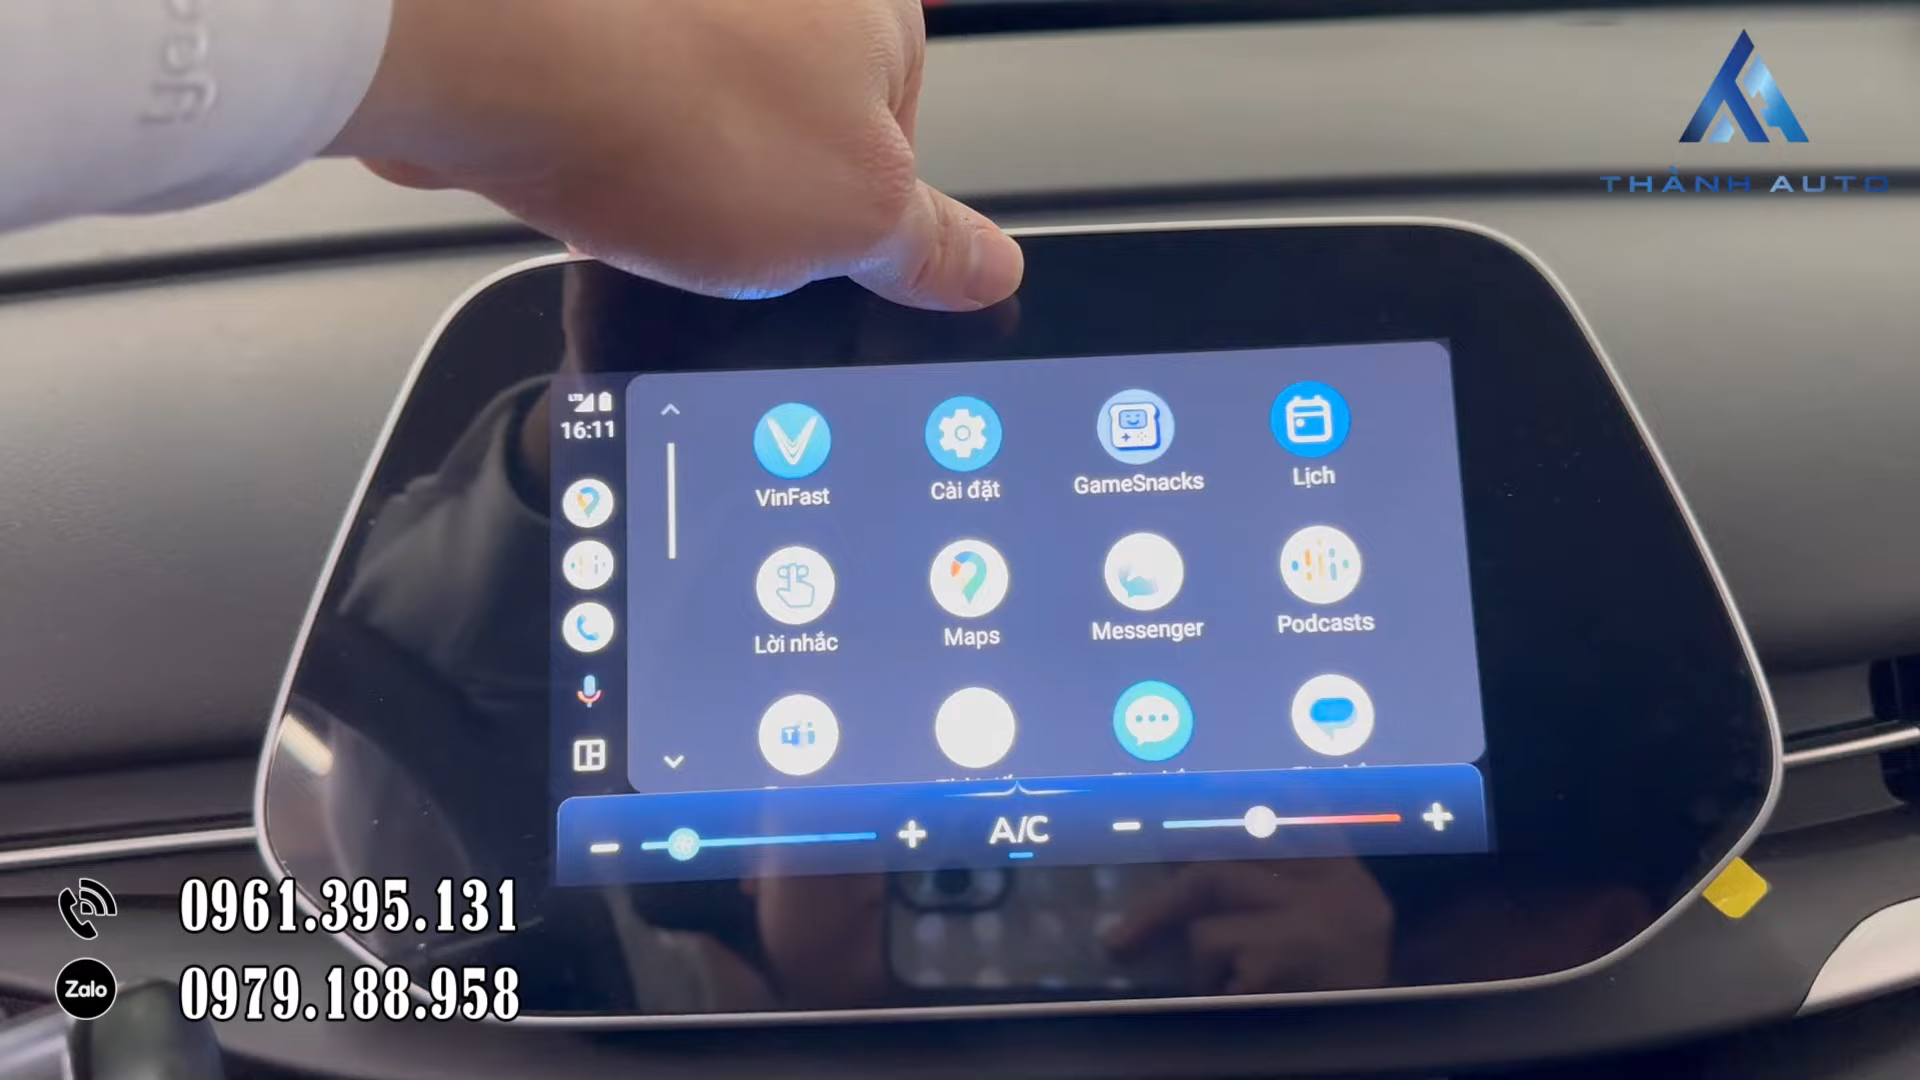 THÀNH AUTO
LTE
16:11
VinFast
Cài đặt
GameSnacks
Lịch
Lời nhắc
Maps
Messenger
Podcasts
A/C
0961.395.131
Zalo
0979.188.958